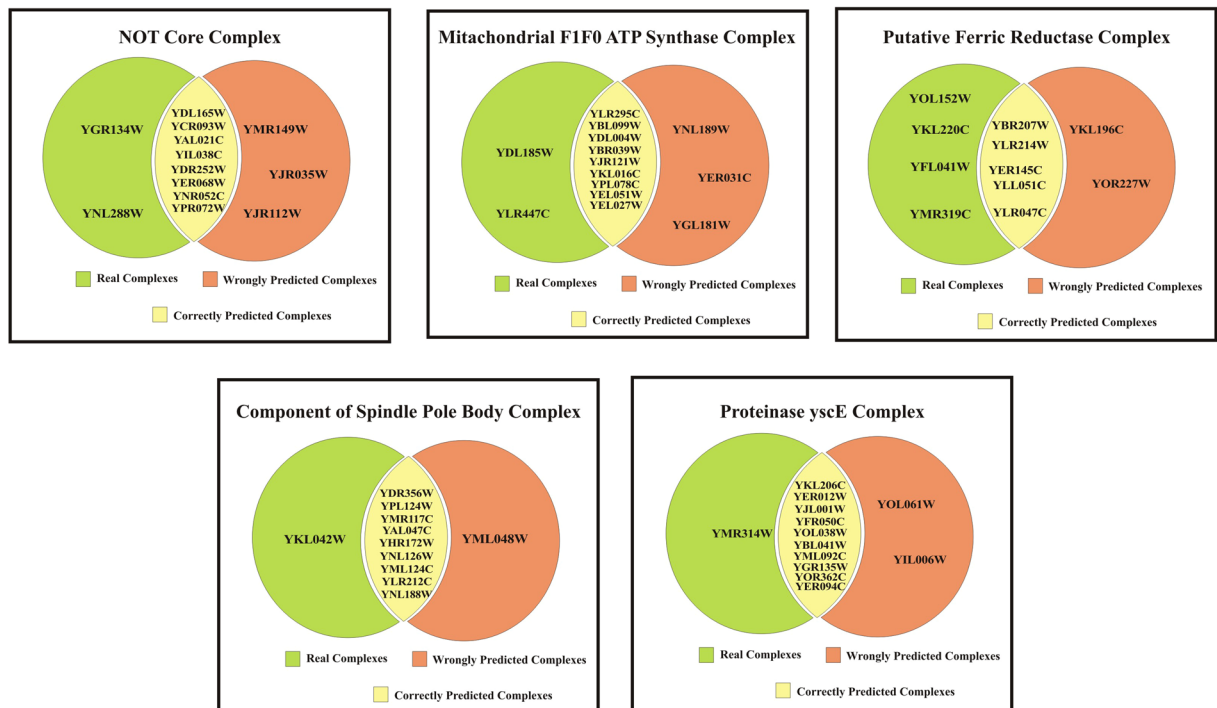 NOT Core Complex
YGR134W
YNL288W
YDL165W
YCR093W
YAL021C
YIL038C
YDR252W
YER068W
YNR052C
YPR072W
YMR149W
YJR035W
YJR112W
Real Complexes
Wrongly Predicted Complexes
Correctly Predicted Complexes
Mitachondrial F1F0 ATP Synthase Complex
YDL185W
YLR447C
YLR295C
YBL099W
YDL004W
YBR039W
YJR121W
YKL016C
YPL078C
YEL051W
YEL027W
YNL189W
YER031C
YGL181W
Real Complexes
Wrongly Predicted Complexes
Correctly Predicted Complexes
Putative Ferric Reductase Complex
YOL152W
YKL220C
YFL041W
YMR319C
YBR207W
YLR214W
YER145C
YLL051C
YLR047C
YKL196C
YOR227W
Real Complexes
Wrongly Predicted Complexes
Correctly Predicted Complexes
Component of Spindle Pole Body Complex
YKL042W
YDR356W
YPL124W
YMR117C
YAL047C
YHR172W
YNL126W
YML124C
YLR212C
YNL188W
YML048W
Real Complexes
Wrongly Predicted Complexes
Correctly Predicted Complexes
Proteinase yscE Complex
YMR314W
YKL206C
YER012W
YJL001W
YFR050C
YOL038W
YBL041W
YML092C
YGR135W
YOR362C
YER094C
YOL061W
YIL006W
Real Complexes
Wrongly Predicted Complexes
Correctly Predicted Complexes